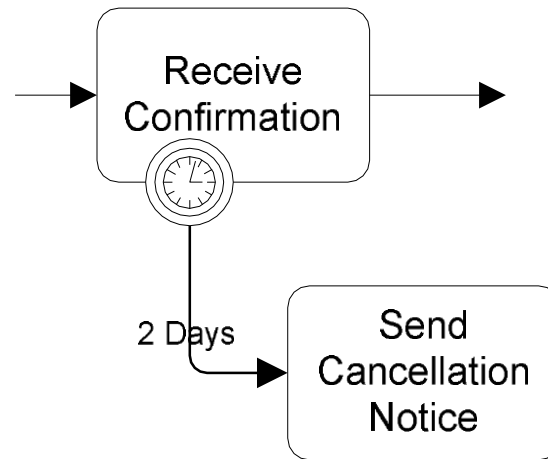 Receive
Confirmation
2 Days
Send
Cancellation
Notice